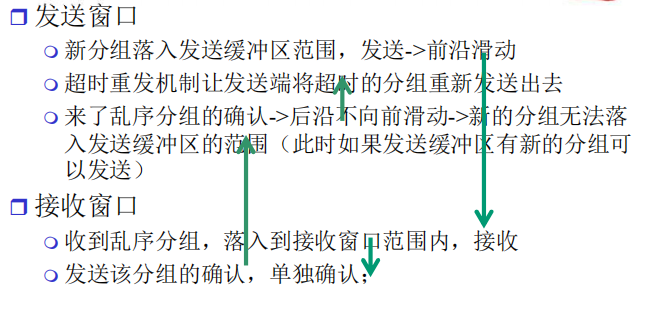 发送窗口
新分组落入发送缓冲区范围，发送->前沿滑动
超时重发机制让发送端将超时的分组重新发送出去
来了乱序分组的确认->后沿不向前滑动->新的分组无法落
入发送缓冲区的范围（此时如果发送缓冲区有新的分组可
以发送）
接收窗口
收到乱序分组，落入到接收窗口范围内，接收
发送该分组的确认，单独确认；